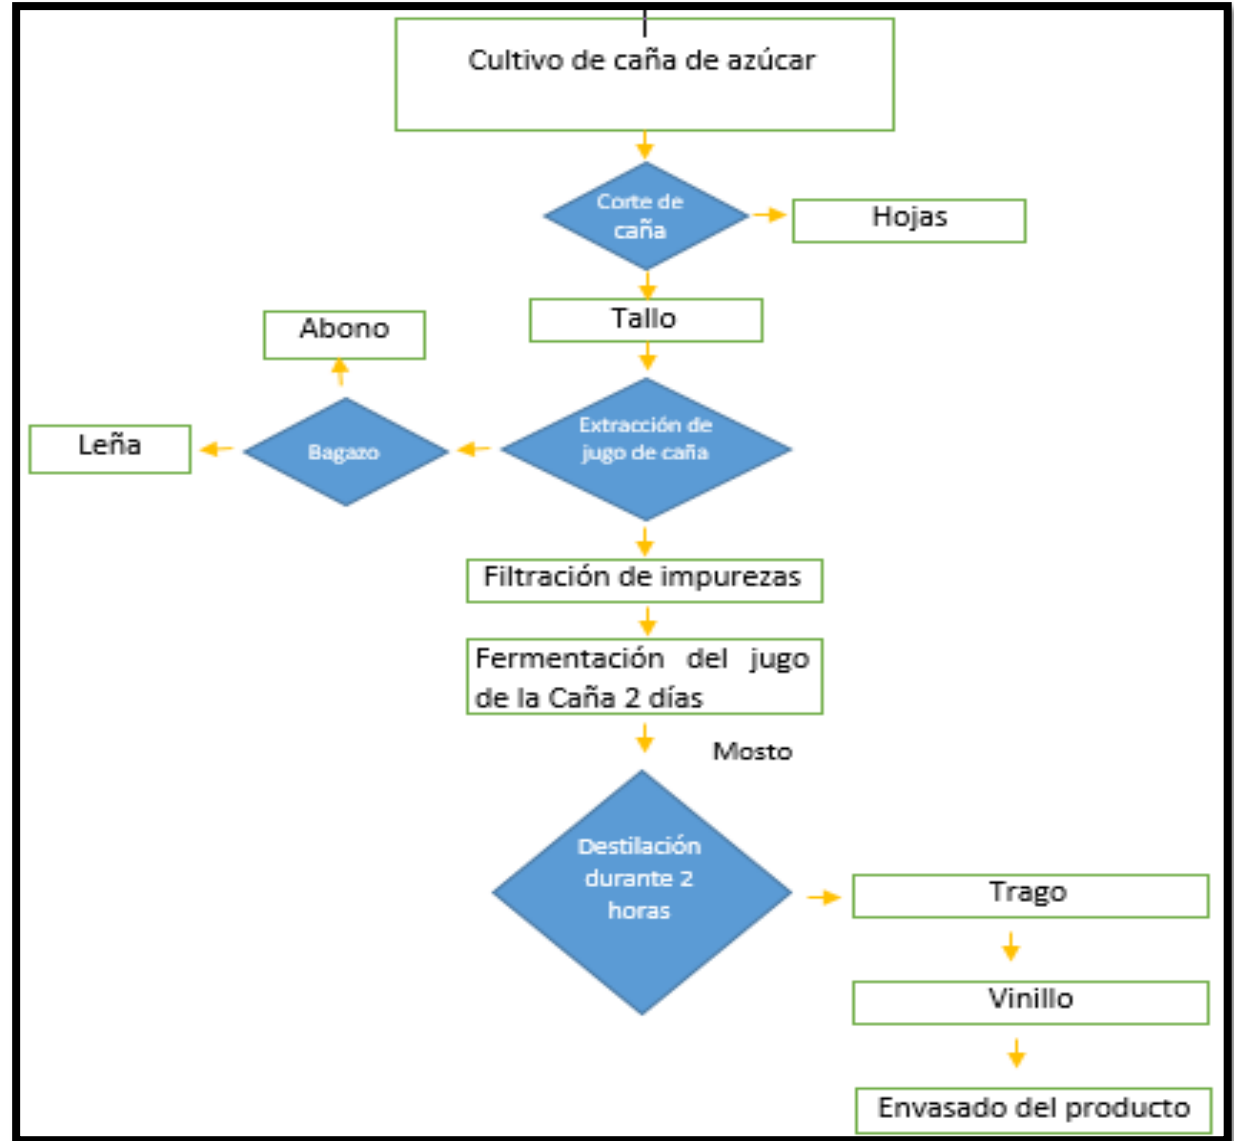 Cultivo de caña de azúcar
Corte de
caña
Hojas
Tallo
Abono
Extracción de
jugo de caña
Bagazo
Leña
Filtración de impurezas
Fermentación del jugo
de la Caña 2 días
Mosto
Destilación
durante 2
horas
Trago
Vinillo
Envasado del producto